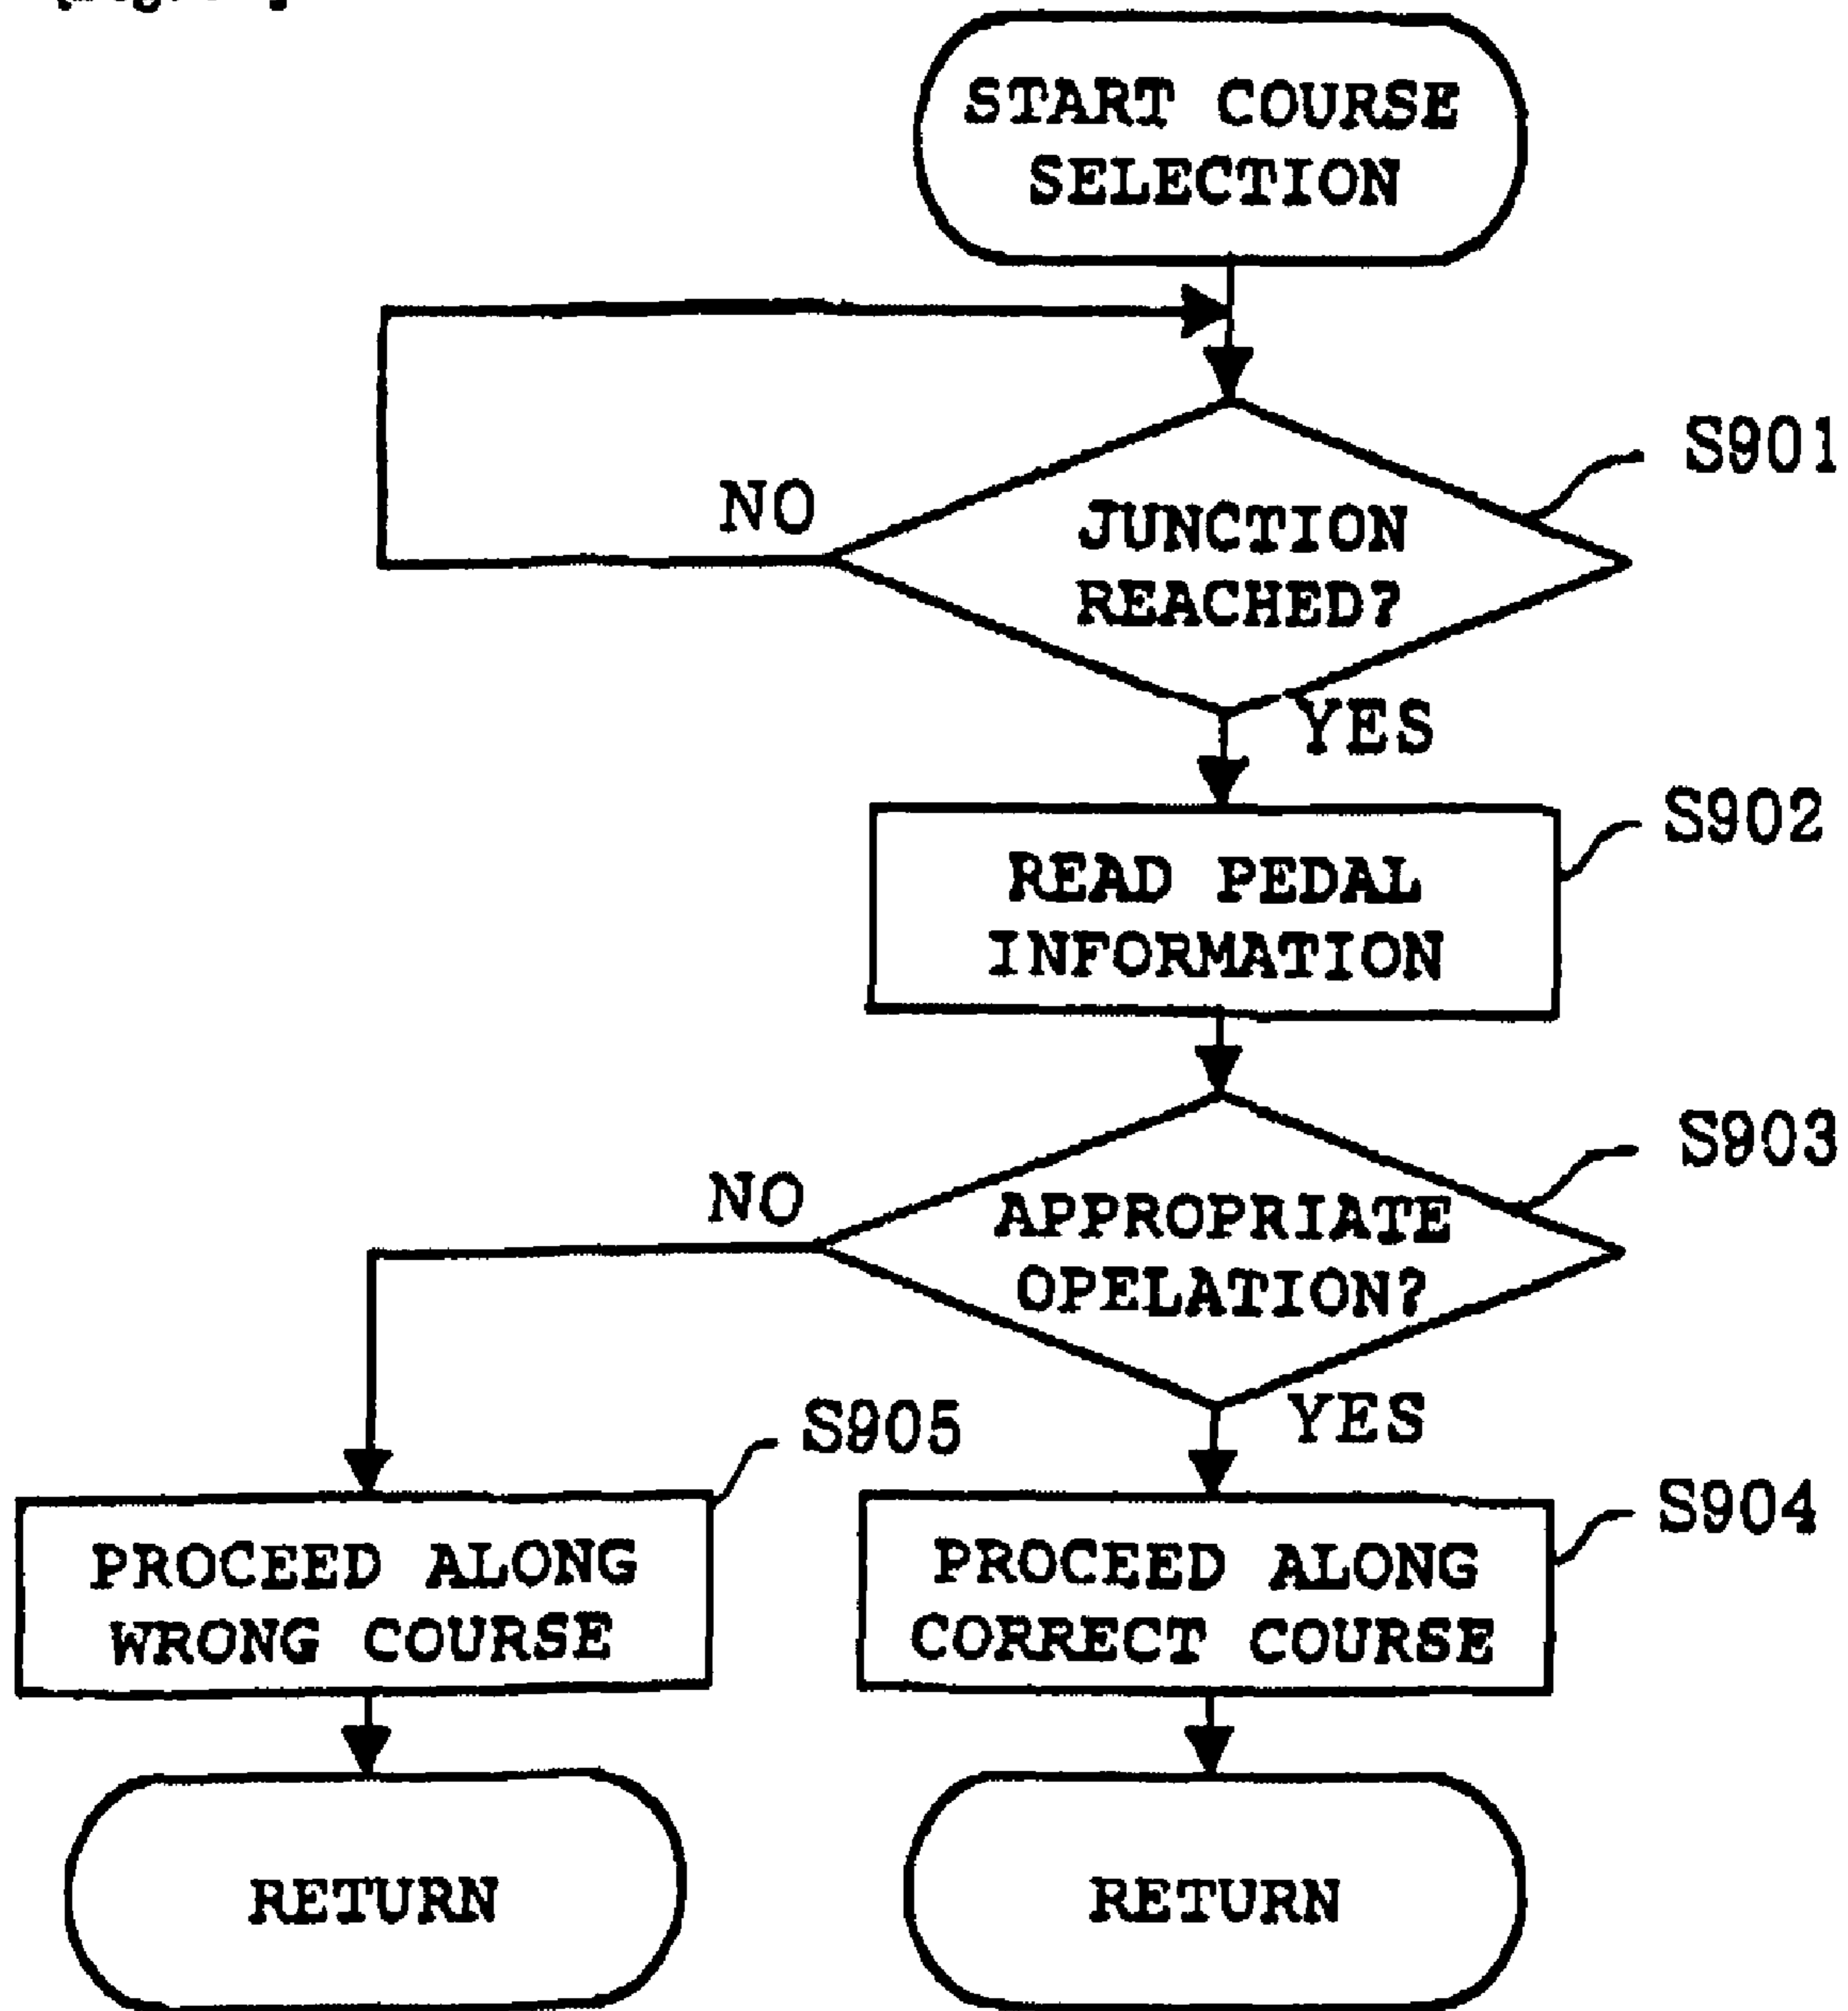 START COURSE
SELECTION
S901
NO
JUNCTION
REACHED?
YES
S902
READ PEDAL
INFORMATION
S903
NO
APPROPRIATE
OPELATION?
YES
S905
S904
PROCEED ALONG
WRONG COURSE
PROCEED ALONG
CORRECT COURSE
RETURN
RETURN